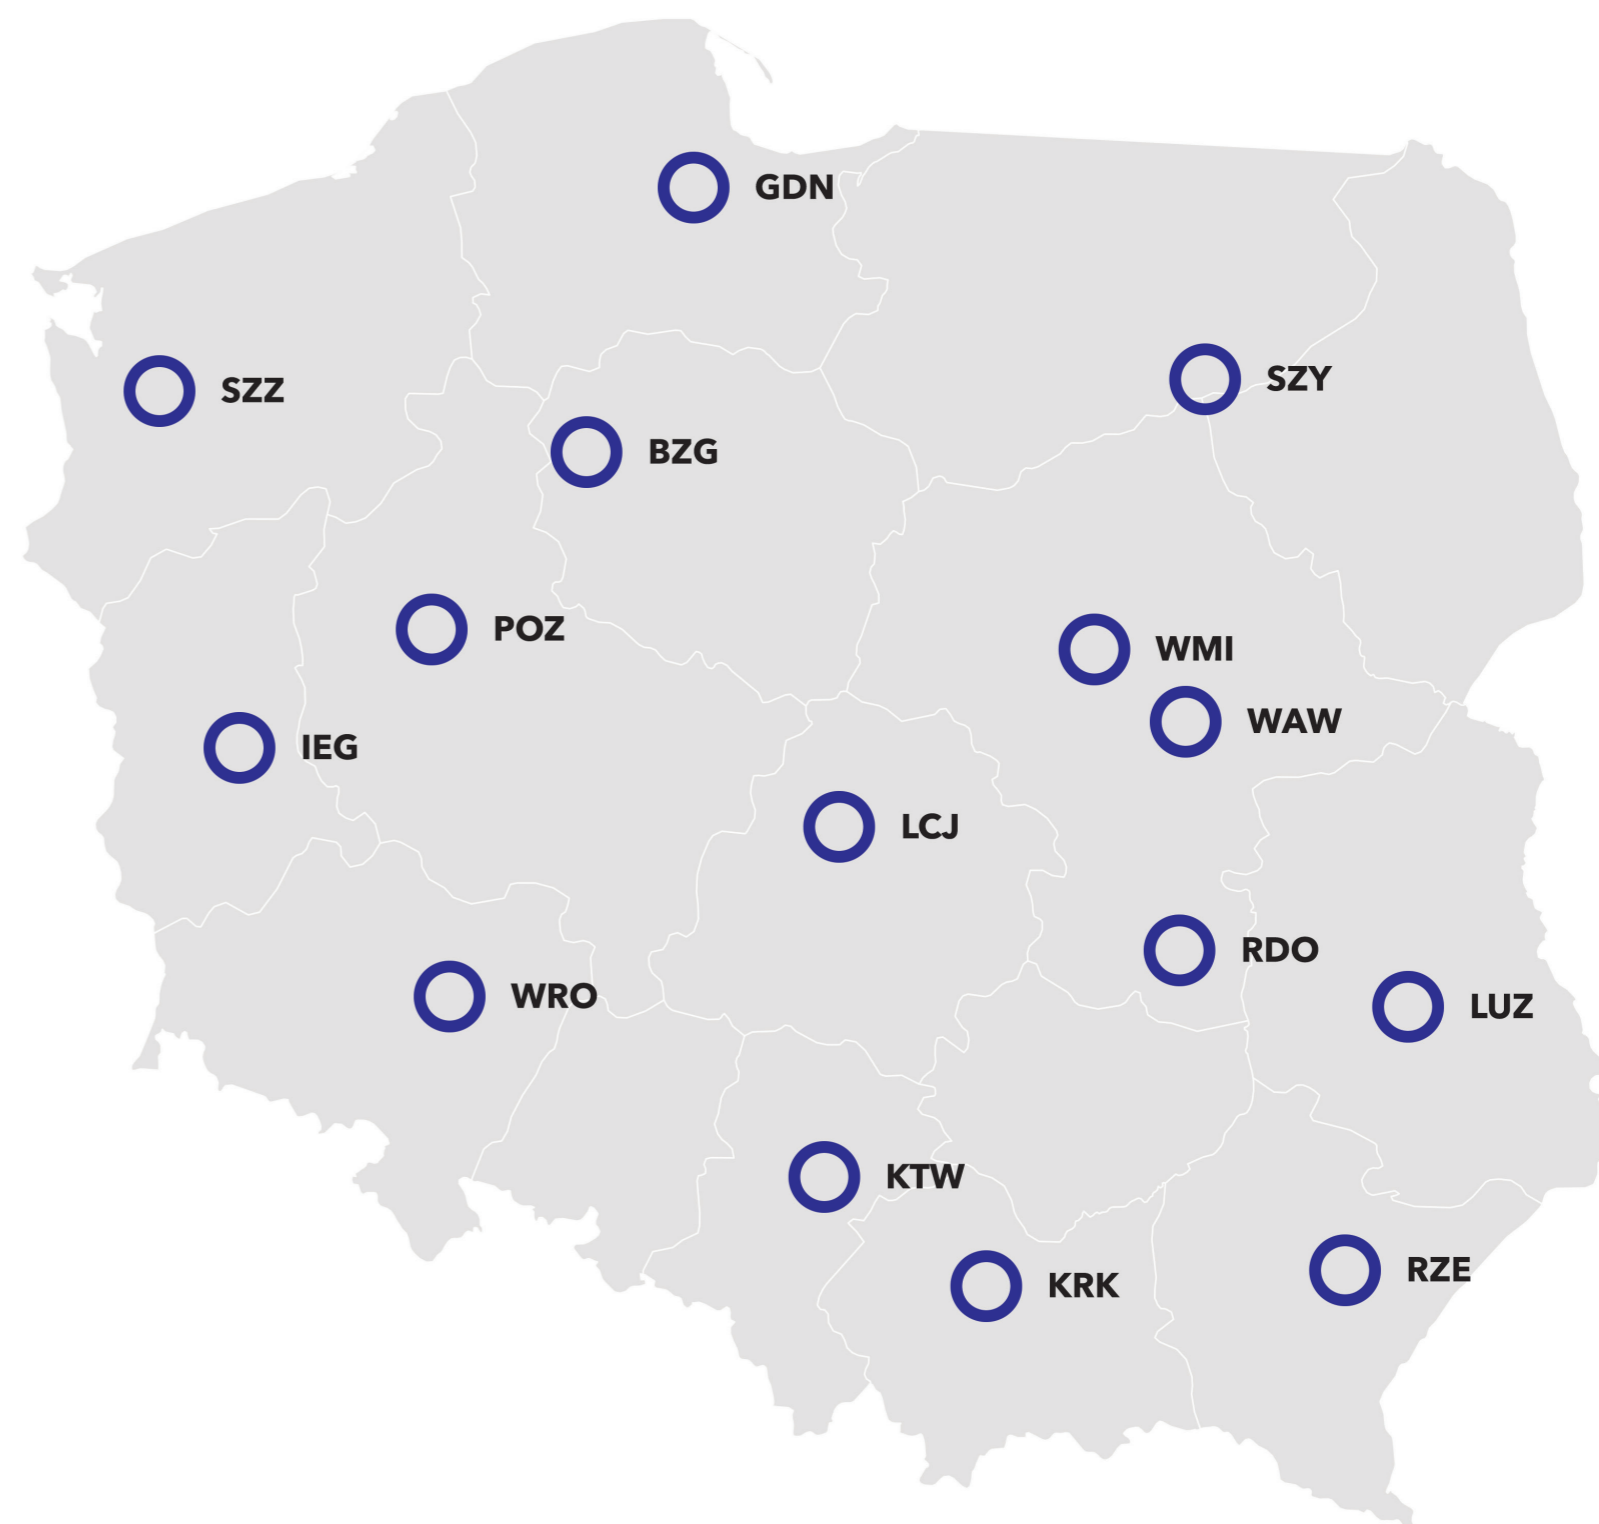 GDN
SZY
SZZ
BZG
POZ
WMI
WAW
IEG
LCJ
RDO
WRO
LUZ
KTW
RZE
KRK